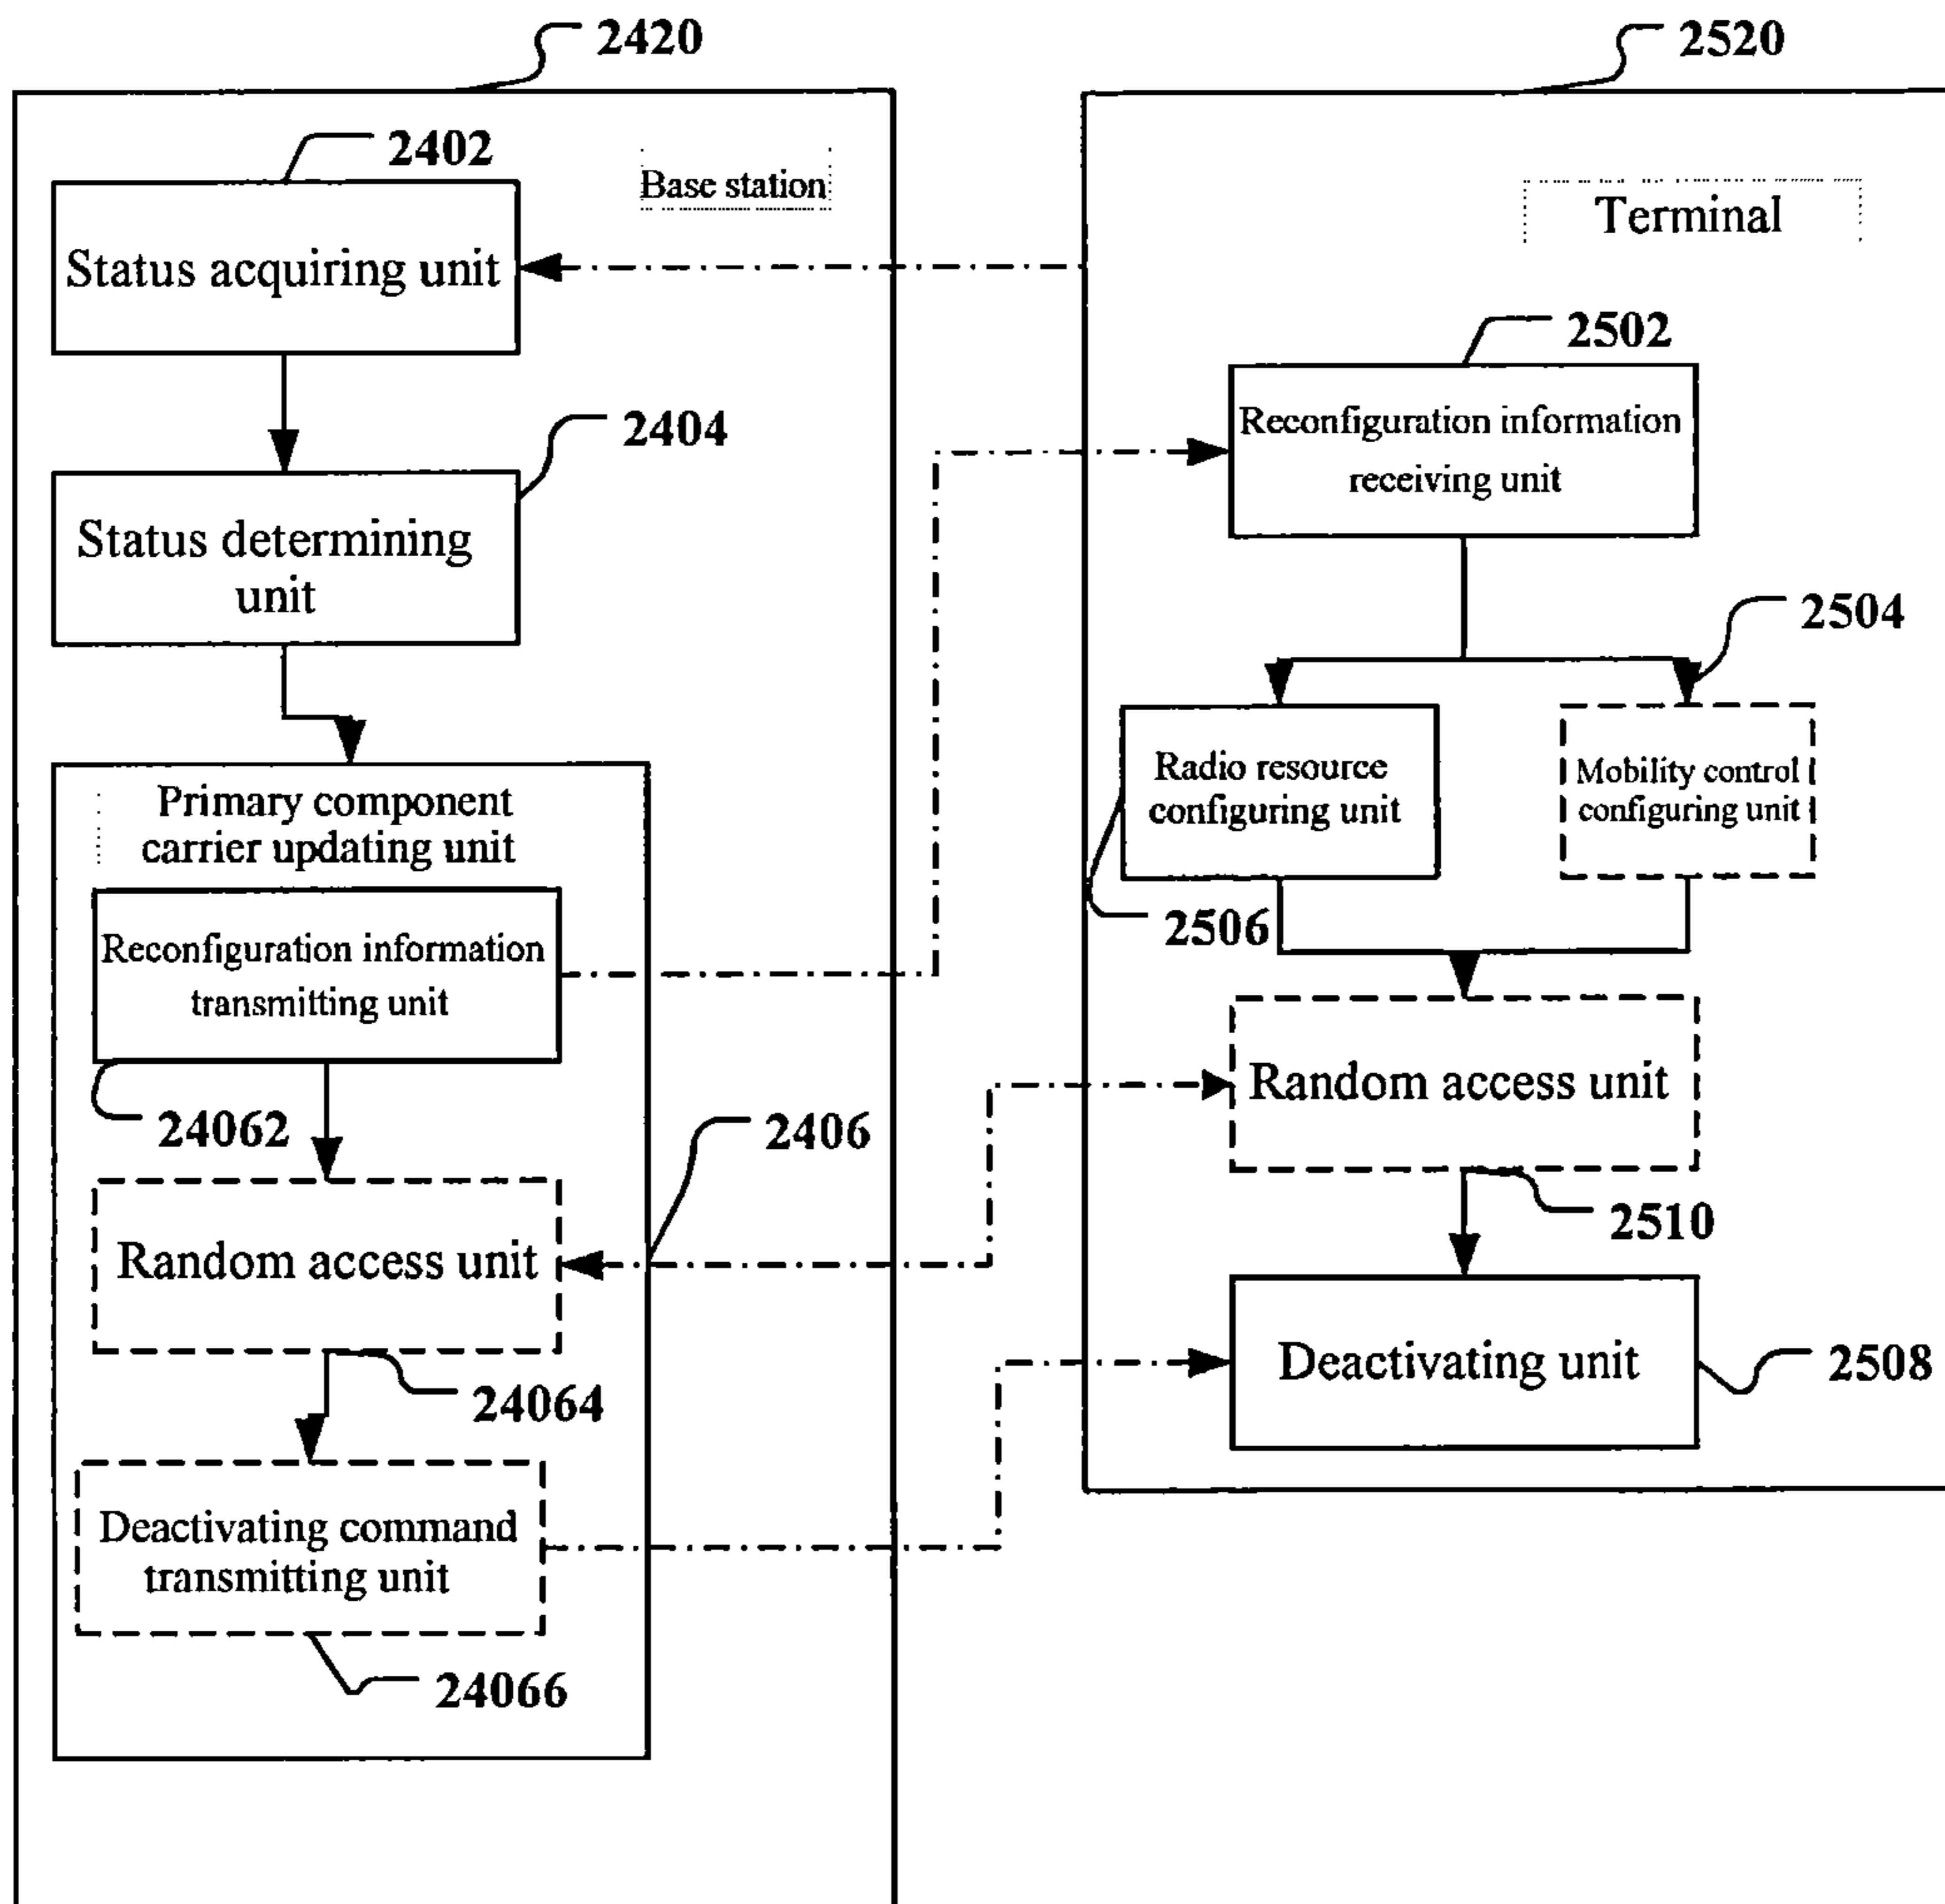 2420
2520
2402
Base station
Terminal
Status acquiring unit
2502
Reconfiguration information
receiving unit
2404
Status determining
unit
2504
Radio resource
configuring unit
Mobility control
configuring unit
2506
Primary component
carrier updating unit
Reconfiguration information
transmitting unit
24062
2406
Random access unit
2510
Random access unit
24064
Deactivating unit
2508
Deactivating command
transmitting unit
24066